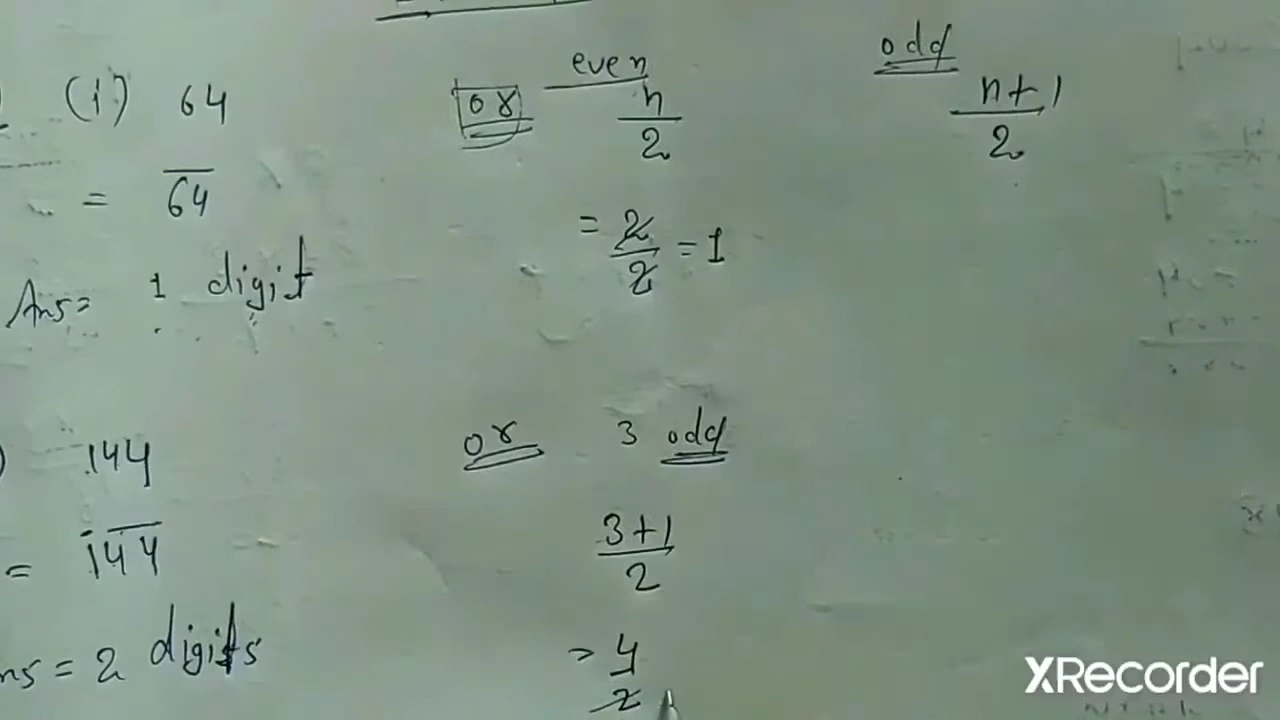 even
odd
(i) 64
or
n/2
n+1/2
= 64
= 2/2 = 1
Ans= 1 digit
144
or
3 odd
= 144
3+1/2
ns = 2 digits
= 4/2
XRecorder